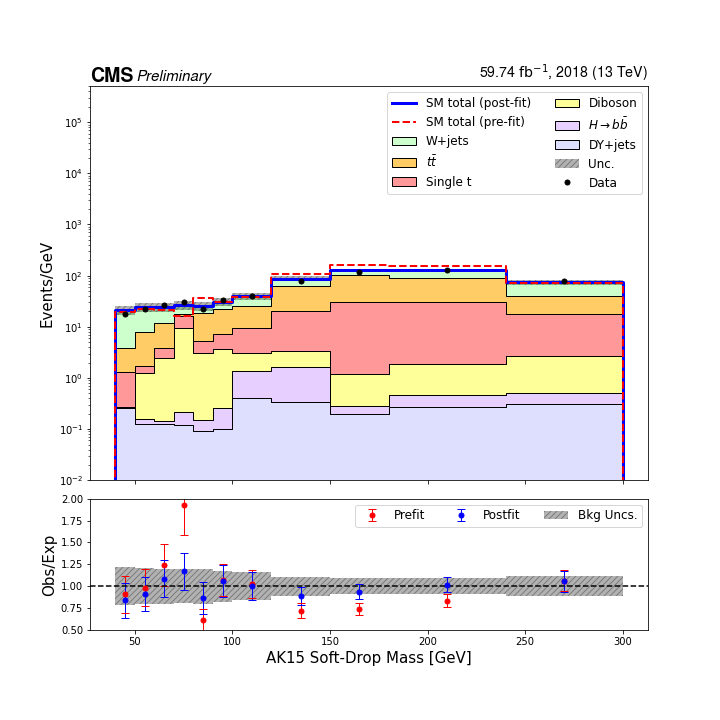 CMS Preliminary 59.74 fb⁻¹, 2018 (13 TeV)
SM total (post-fit)
SM total (pre-fit)
W+jets
tt̄
Single t
Diboson
H→bb̄
DY+jets
Unc.
Data
Events/GeV
10⁵
10⁴
10³
10²
10¹
10⁰
10⁻¹
10⁻²
Prefit Postfit Bkg Uncs.
Obs/Exp
2.00
1.75
1.50
1.25
1.00
0.75
0.50
50 100 150 200 250 300
AK15 Soft-Drop Mass [GeV]